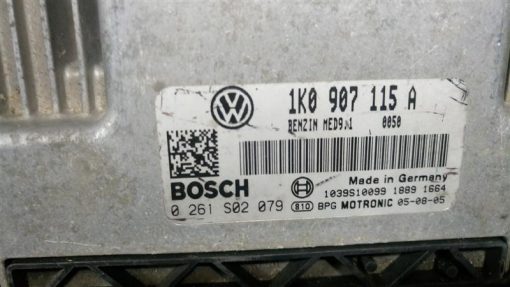 1K0 907 115 A
BENZIN MED9.1 0050
BOSCH
Made in Germany
1039S10099 1889 1664
0 261 S02 079 810 BPG MOTRONIC 05-08-05